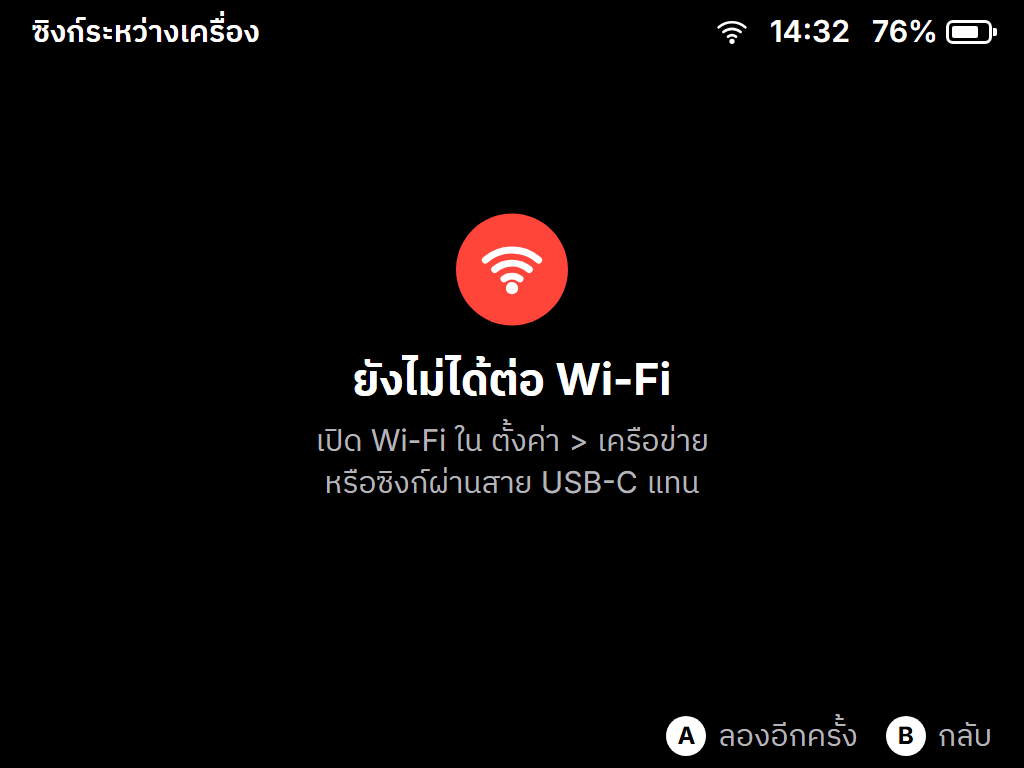 ซิงก์ระหว่างเครื่อง
14:32 76%
ยังไม่ได้ต่อ Wi-Fi
เปิด Wi-Fi ใน ตั้งค่า > เครือข่าย
หรือซิงก์ผ่านสาย USB-C แทน
A ลองอีกครั้ง B กลับ